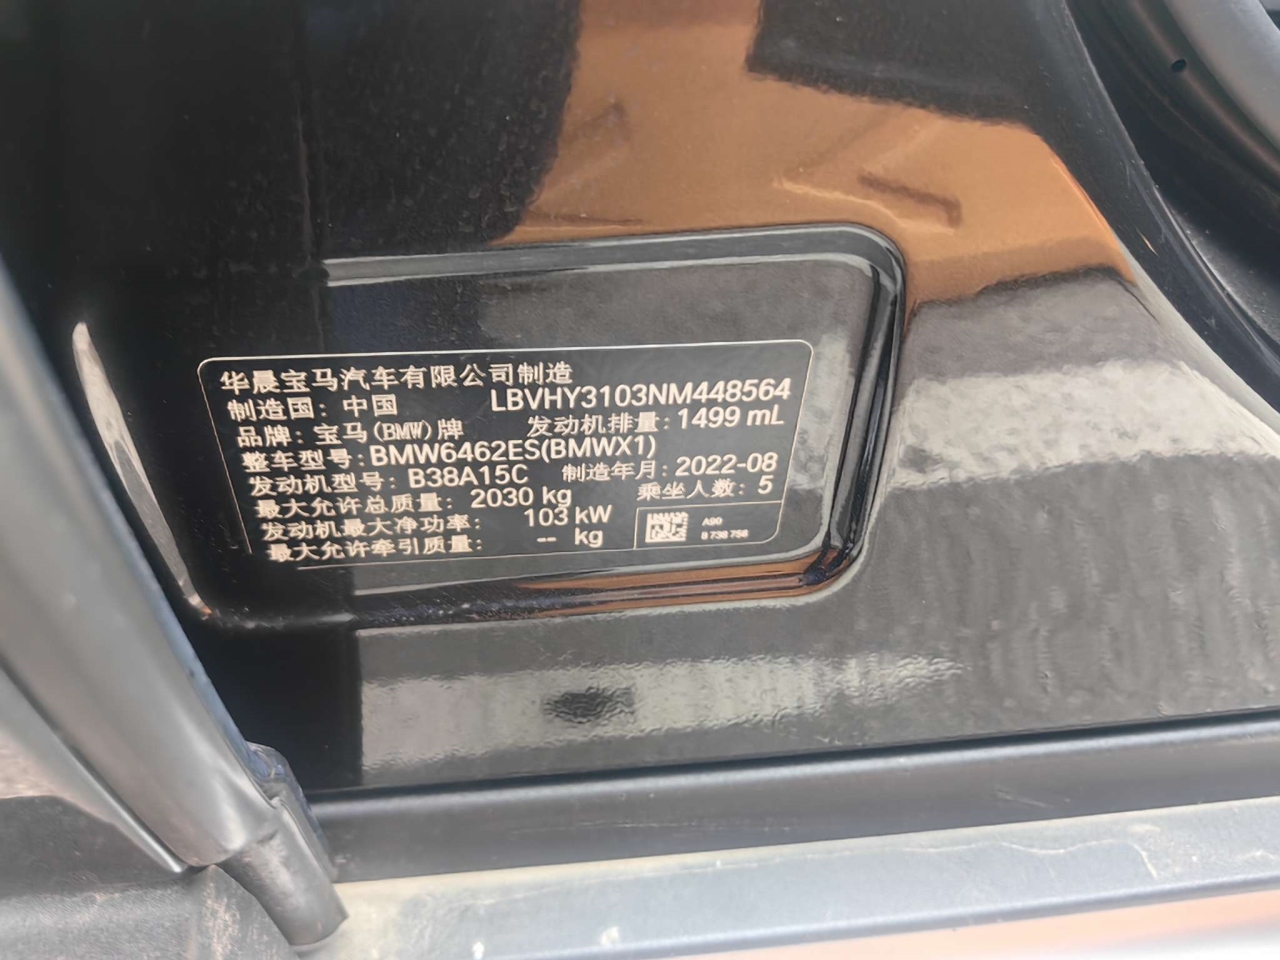 华晨宝马汽车有限公司制造
制造国：中国 LBVHY3103NM448564
品牌：宝马(BMW)牌 发动机排量：1499 mL
整车型号：BMW6462ES(BMWX1)
发动机型号：B38A15C 制造年月：2022-08
最大允许总质量：2030 kg 乘坐人数：5
发动机最大净功率：103 kW
最大允许牵引质量：-- kg
A90
8 738 758